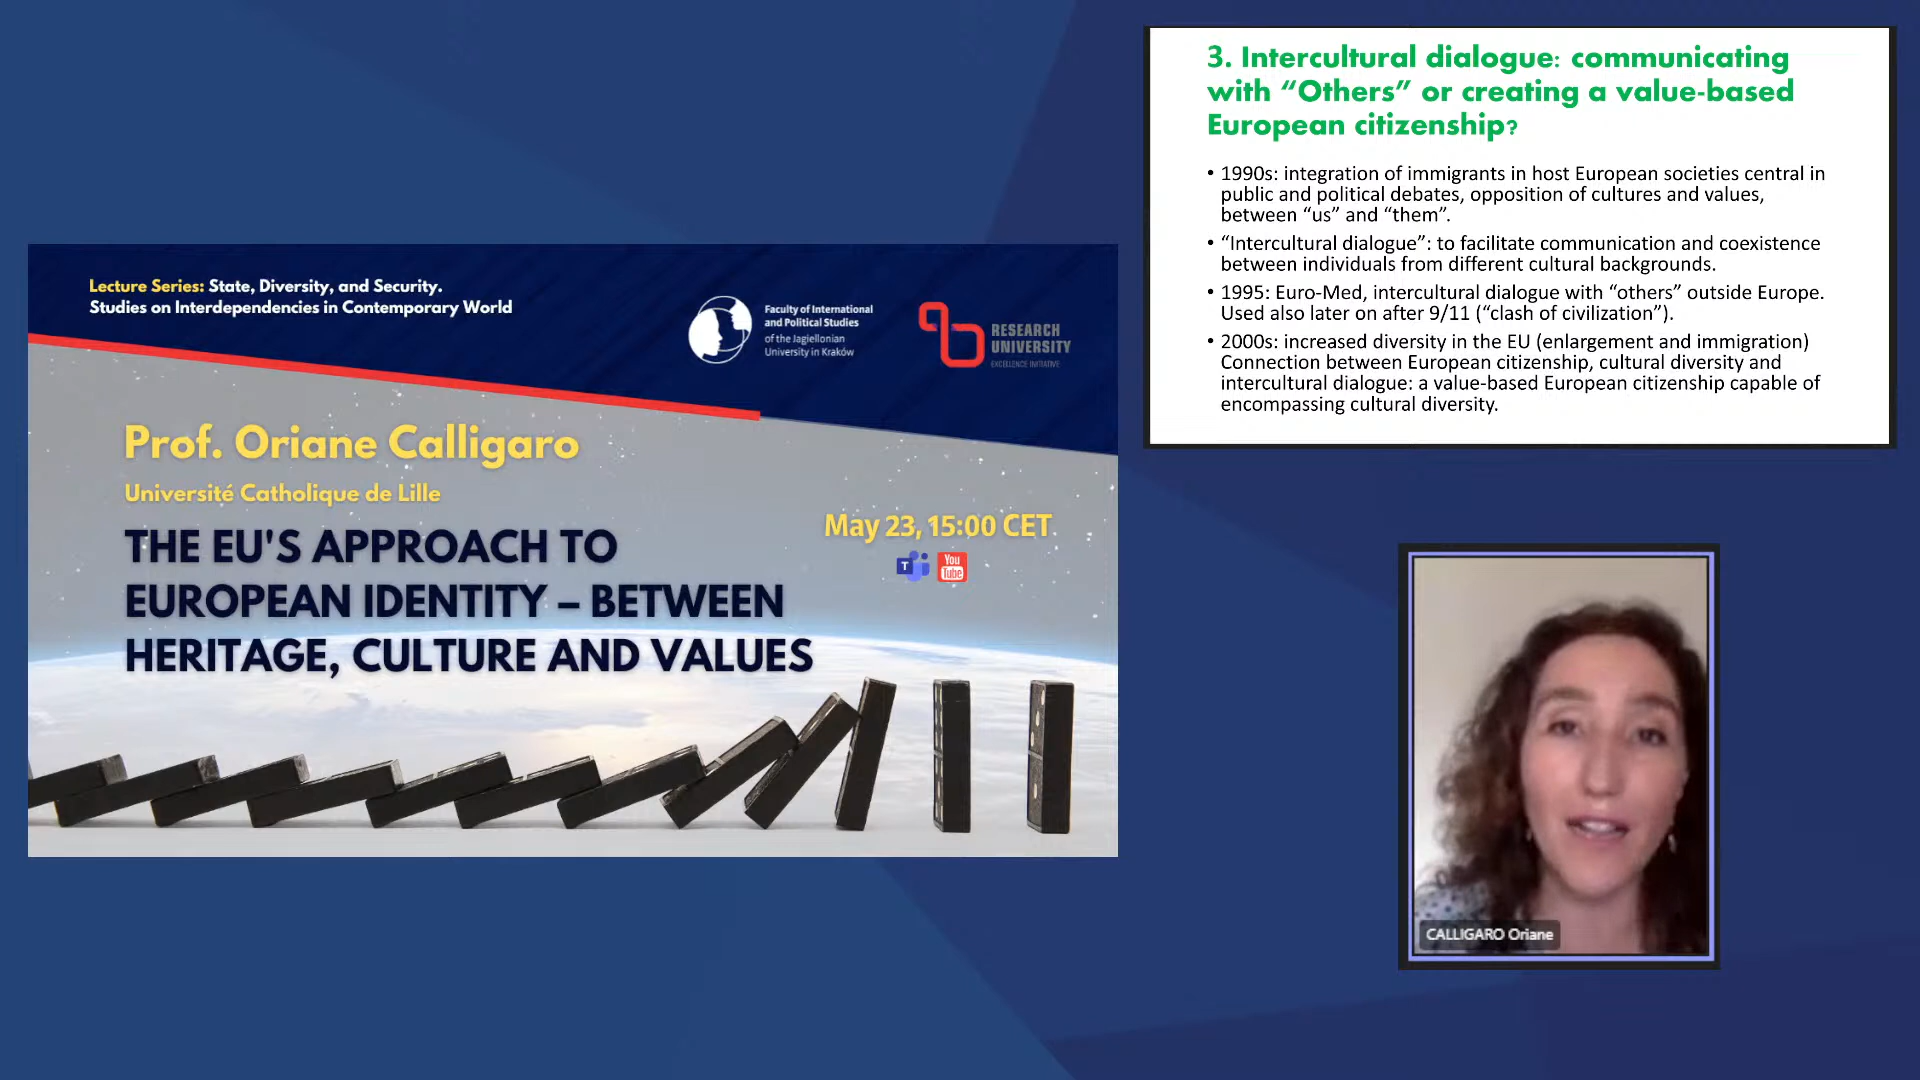 Lecture Series: State, Diversity, and Security.
Studies on Interdependencies in Contemporary World
Faculty of International
and Political Studies
of the Jagiellonian
University in Kraków
RESEARCH
UNIVERSITY
EXCELLENCE INITIATIVE
Prof. Oriane Calligaro
Université Catholique de Lille
THE EU'S APPROACH TO
EUROPEAN IDENTITY – BETWEEN
HERITAGE, CULTURE AND VALUES
May 23, 15:00 CET
T
You
Tube
3. Intercultural dialogue: communicating
with “Others” or creating a value-based
European citizenship?
• 1990s: integration of immigrants in host European societies central in
public and political debates, opposition of cultures and values,
between “us” and “them”.
• “Intercultural dialogue”: to facilitate communication and coexistence
between individuals from different cultural backgrounds.
• 1995: Euro-Med, intercultural dialogue with “others” outside Europe.
Used also later on after 9/11 (“clash of civilization”).
• 2000s: increased diversity in the EU (enlargement and immigration)
Connection between European citizenship, cultural diversity and
intercultural dialogue: a value-based European citizenship capable of
encompassing cultural diversity.
CALLIGARO Oriane